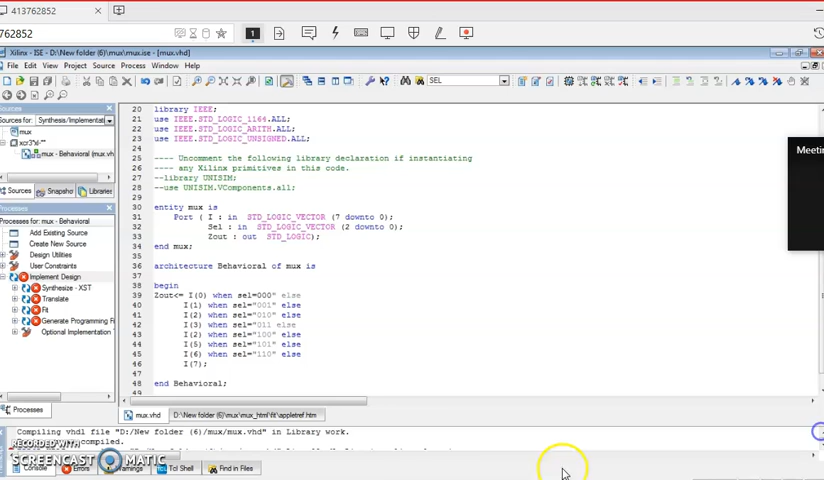 413762852
762852
1
Xilinx - ISE - D:\New folder (6)\mux\mux.ise - [mux.vhd]
File Edit View Project Source Process Window Help
SEL
Sources
Sources for: Synthesis/Implementat
mux
xcr3*xl-**
mux - Behavioral (mux.vh
Sources Snapsho Libraries
Processes
Processes for: mux - Behavioral
Add Existing Source
Create New Source
Design Utilities
User Constraints
Implement Design
Synthesize - XST
Translate
Fit
Generate Programming Fi
Optional Implementation
Processes
20 library IEEE;
21 use IEEE.STD_LOGIC_1164.ALL;
22 use IEEE.STD_LOGIC_ARITH.ALL;
23 use IEEE.STD_LOGIC_UNSIGNED.ALL;
24
25 ---- Uncomment the following library declaration if instantiating
26 ---- any Xilinx primitives in this code.
27 --library UNISIM;
28 --use UNISIM.VComponents.all;
29
30 entity mux is
31 Port ( I : in STD_LOGIC_VECTOR (7 downto 0);
32 Sel : in STD_LOGIC_VECTOR (2 downto 0);
33 Zout : out STD_LOGIC);
34 end mux;
35
36 architecture Behavioral of mux is
37
38 begin
39 Zout<= I(0) when sel=000" else
40 I(1) when sel="001" else
41 I(2) when sel="010" else
42 I(3) when sel="011 else
43 I(2) when sel="100" else
44 I(5) when sel="101" else
45 I(6) when sel="110" else
46 I(7);
47
48 end Behavioral;
49
Meetin
mux.vhd D:\New folder (6)\mux\mux_html\fit\appletref.htm
Compiling vhdl file "D:/New folder (6)/mux/mux.vhd" in Library work.
compiled.
RECORDED WITH
SCREENCAST MATIC
Console Errors Warnings Tcl Shell Find in Files